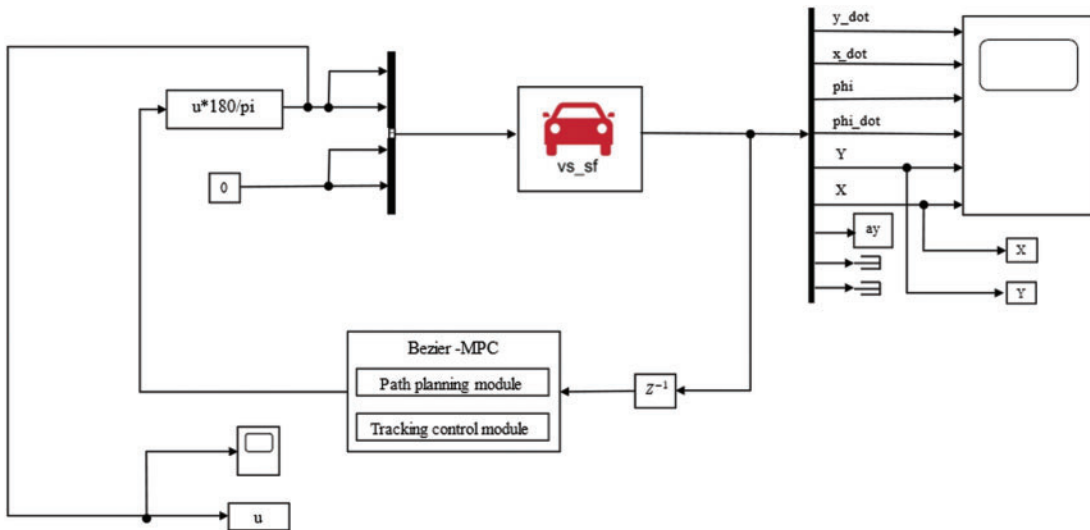 y_dot
x_dot
u*180/pi
phi
phi_dot
vs_sf
Y
0
X
ay
X
Y
Bezier -MPC
Path planning module
Z⁻¹
Tracking control module
u